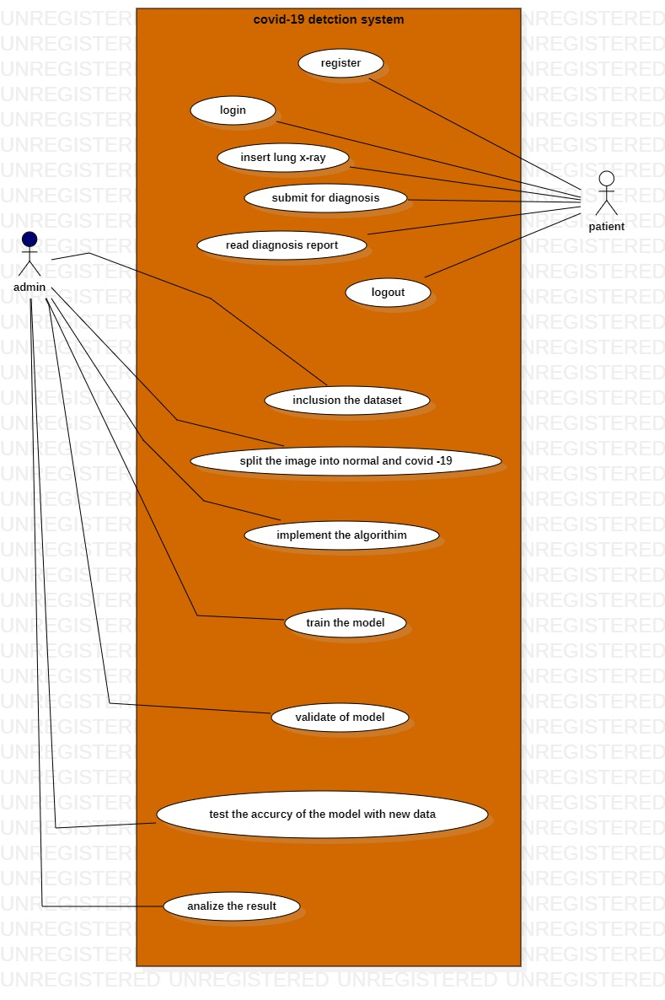 covid-19 detction system
register
login
insert lung x-ray
submit for diagnosis
patient
read diagnosis report
admin
logout
inclusion the dataset
split the image into normal and covid -19
implement the algorithim
train the model
validate of model
test the accurcy of the model with new data
analize the result
UNREGISTERED UNREGISTERED UNREGISTERED UNREGISTERED